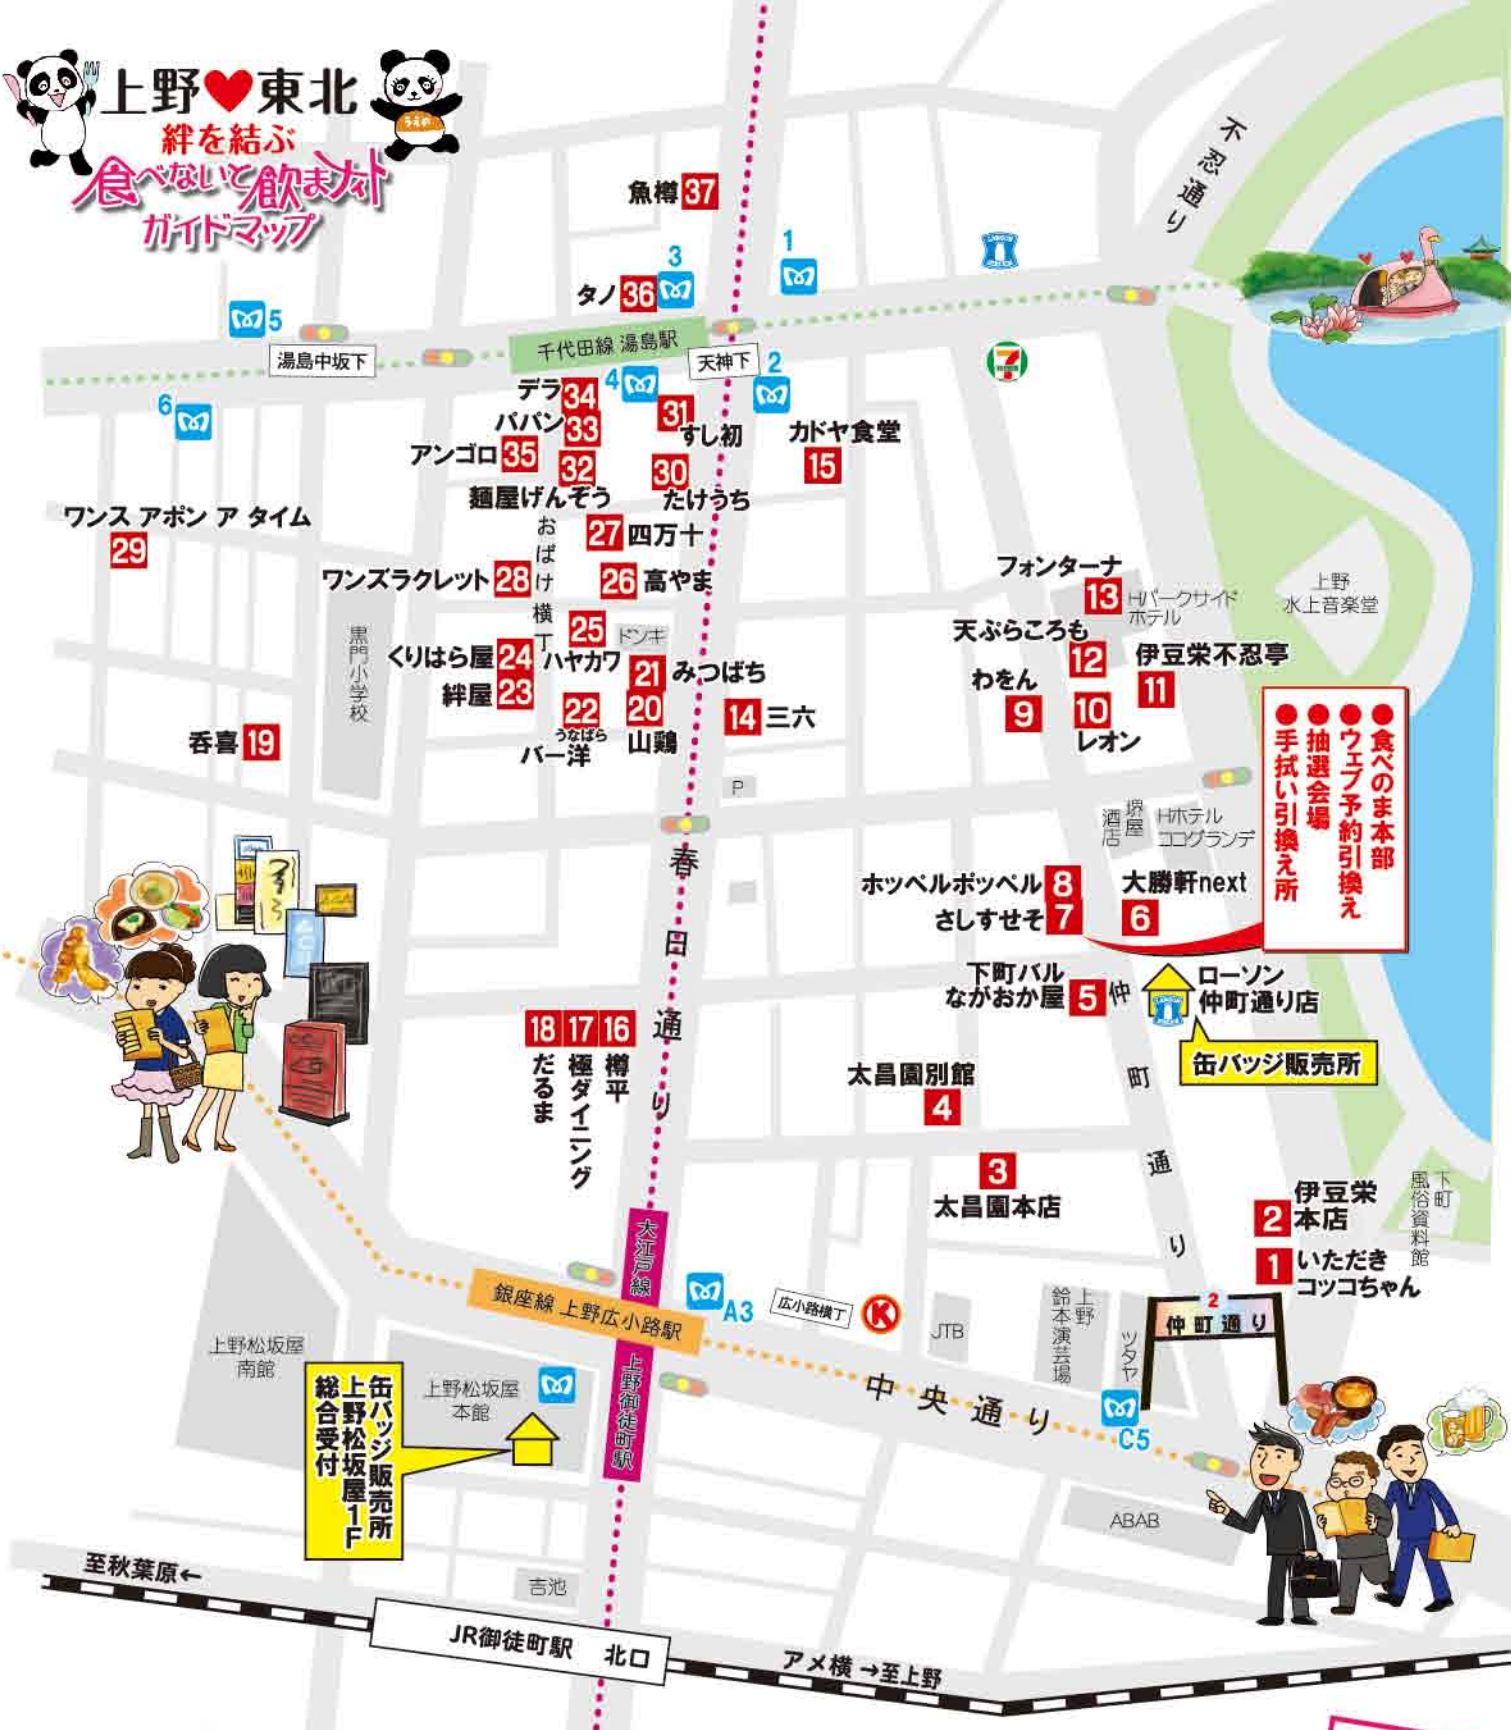 上野♥東北
絆を結ぶ
食べないと飲まナイト
ガイドマップ
うえの
不忍通り
魚樽 37
3
1
タノ 36
5
千代田線 湯島駅
湯島中坂下
天神下
4
2
6
デラ 34
パパン 33
31
すし初
カドヤ食堂
15
アンゴロ 35
32
麺屋げんぞう
30
たけうち
ワンス アポン ア タイム
29
おばけ横丁
27 四万十
ワンズラクレット 28
26 高やま
フォンターナ
13
Hパークサイド
ホテル
上野
水上音楽堂
25
ハヤカワ
ドンキ
黒門小学校
くりはら屋 24
絆屋 23
21 みつばち
天ぷらころも
12
伊豆栄不忍亭
11
わをん
9
10
レオン
22
うなばら
バー洋
20
山鶏
14 三六
呑喜 19
P
●食べのま本部
●ウェブ予約引換え
●抽選会場
●手拭い引換え所
堺屋
酒店
Hホテル
ココグランデ
春日通り
ホッペルポッペル 8
さしすせそ 7
大勝軒next
6
下町バル
ながおか屋 5
仲町通り
ローソン
仲町通り店
缶バッジ販売所
18
だるま
17
極ダイニング
16
樽平
太昌園別館
4
3
太昌園本店
下町
風俗資料館
2 伊豆栄
本店
1 いただき
コッコちゃん
大江戸線
上野御徒町駅
銀座線 上野広小路駅
A3
広小路横丁
K
JTB
上野
鈴本演芸場
ツタヤ
2
仲町通り
中央通り
C5
上野松坂屋
南館
上野松坂屋
本館
缶バッジ販売所
上野松坂屋1F
総合受付
ABAB
吉池
至秋葉原←
JR御徒町駅 北口
アメ横 →至上野